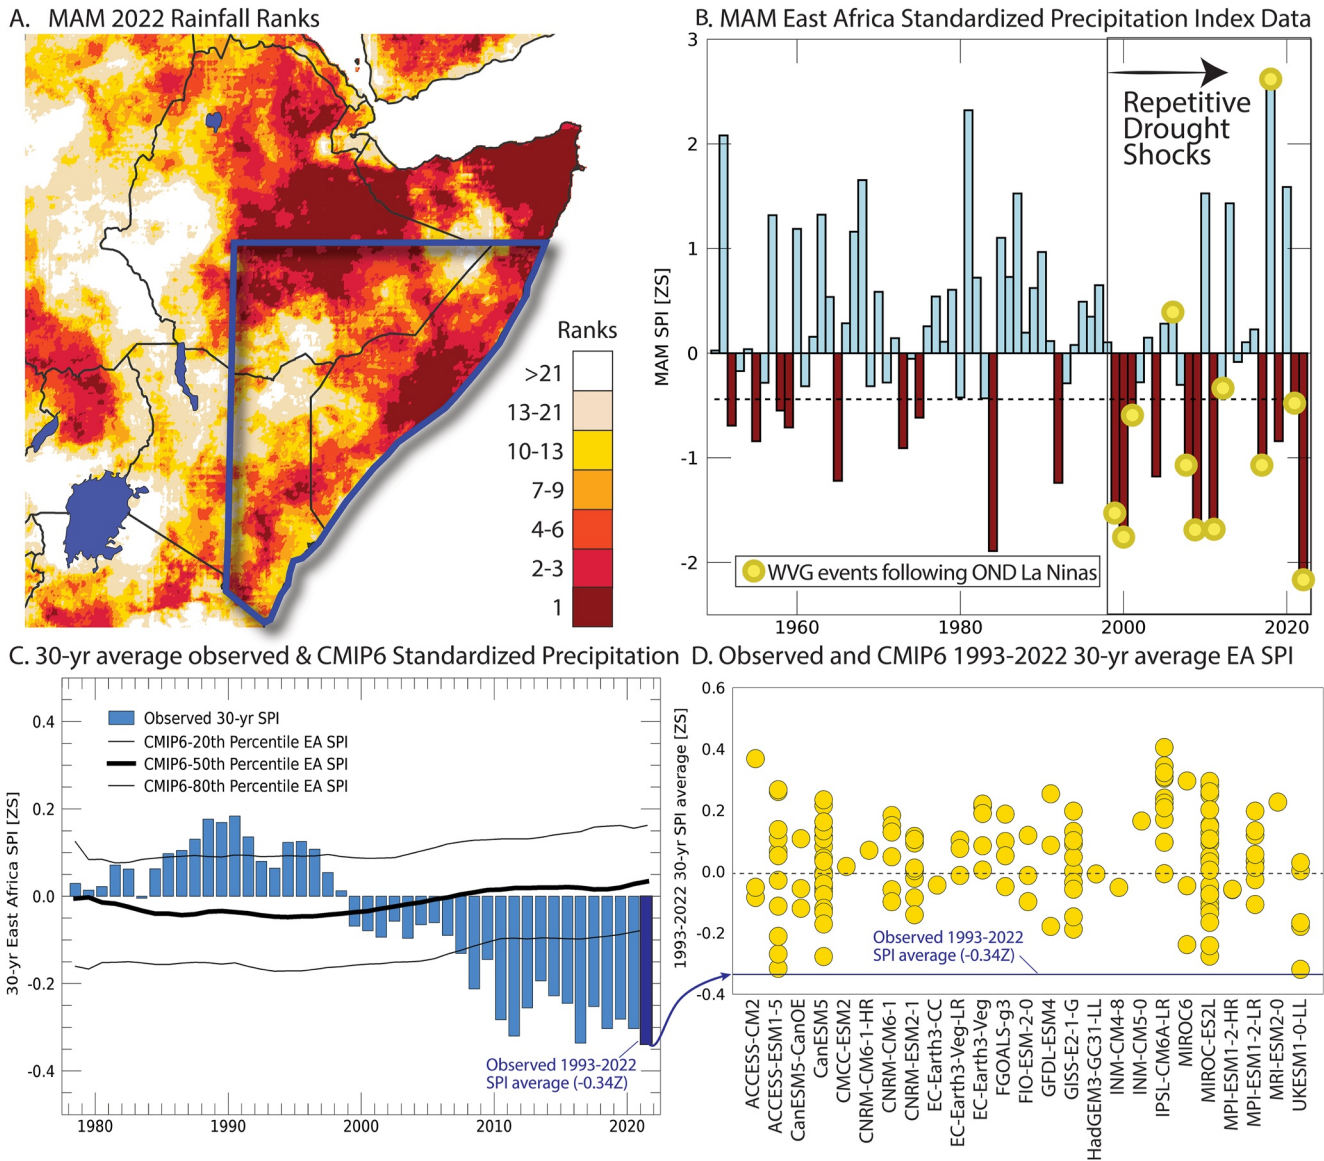 A. MAM 2022 Rainfall Ranks
Ranks
>21
13-21
10-13
7-9
4-6
2-3
1
B. MAM East Africa Standardized Precipitation Index Data
MAM SPI [ZS]
3
2
1
0
-1
-2
Repetitive
Drought
Shocks
WVG events following OND La Ninas
1960
1980
2000
2020
C. 30-yr average observed & CMIP6 Standardized Precipitation
30-yr East Africa SPI [ZS]
0.4
0.2
0.0
-0.2
-0.4
Observed 30-yr SPI
CMIP6-20th Percentile EA SPI
CMIP6-50th Percentile EA SPI
CMIP6-80th Percentile EA SPI
Observed 1993-2022
SPI average (-0.34Z)
1980
1990
2000
2010
2020
D. Observed and CMIP6 1993-2022 30-yr average EA SPI
1993-2022 30-yr SPI average [ZS]
0.6
0.4
0.2
0.0
-0.2
-0.4
Observed 1993-2022
SPI average (-0.34Z)
ACCESS-CM2
ACCESS-ESM1-5
CanESM5-CanOE
CanESM5
CMCC-ESM2
CNRM-CM6-1-HR
CNRM-CM6-1
CNRM-ESM2-1
EC-Earth3-CC
EC-Earth3-Veg-LR
EC-Earth3-Veg
FGOALS-g3
FIO-ESM-2-0
GFDL-ESM4
GISS-E2-1-G
HadGEM3-GC31-LL
INM-CM4-8
INM-CM5-0
IPSL-CM6A-LR
MIROC6
MIROC-ES2L
MPI-ESM1-2-HR
MPI-ESM1-2-LR
MRI-ESM2-0
UKESM1-0-LL